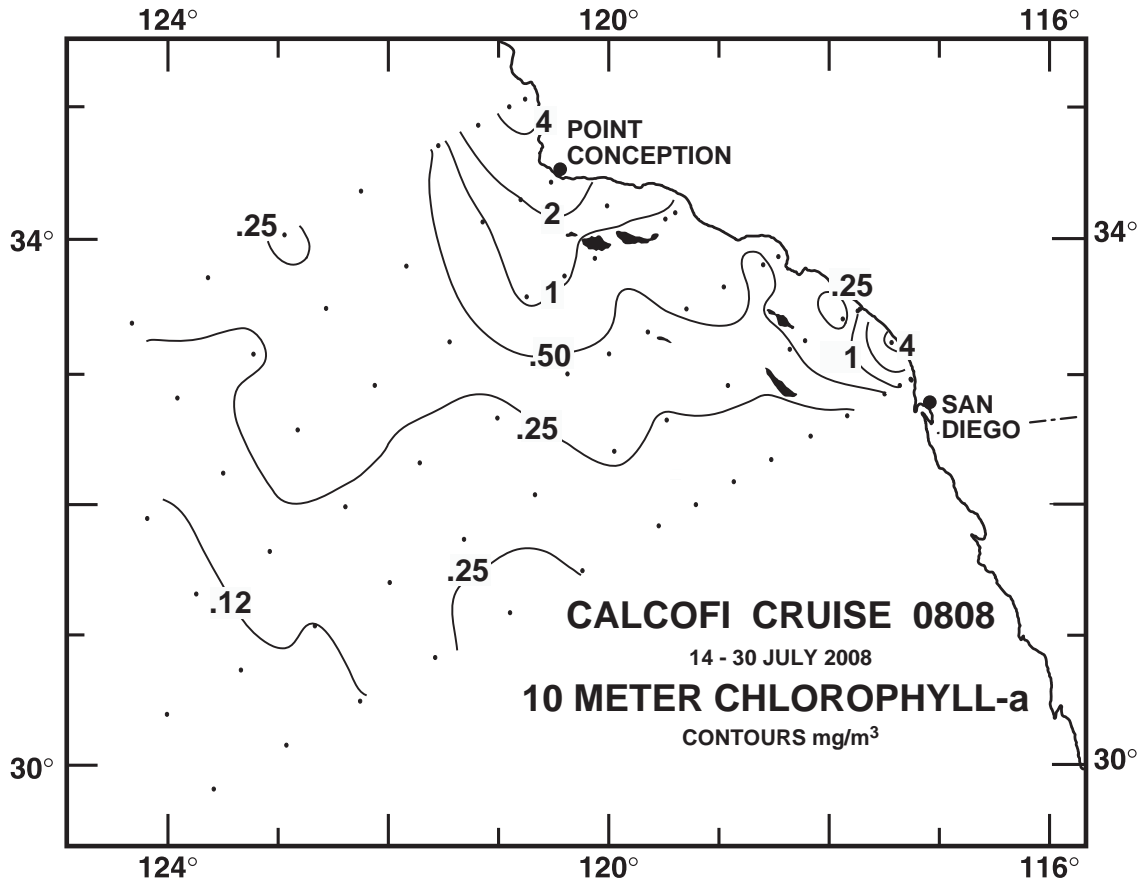 124° 120° 116°
4
POINT
CONCEPTION
2
.25
34° 34°
.25
1
4
.50
1
SAN
DIEGO
.25
.25
.12
CALCOFI CRUISE 0808
14 - 30 JULY 2008
10 METER CHLOROPHYLL-a
CONTOURS mg/m³
30° 30°
124° 120° 116°